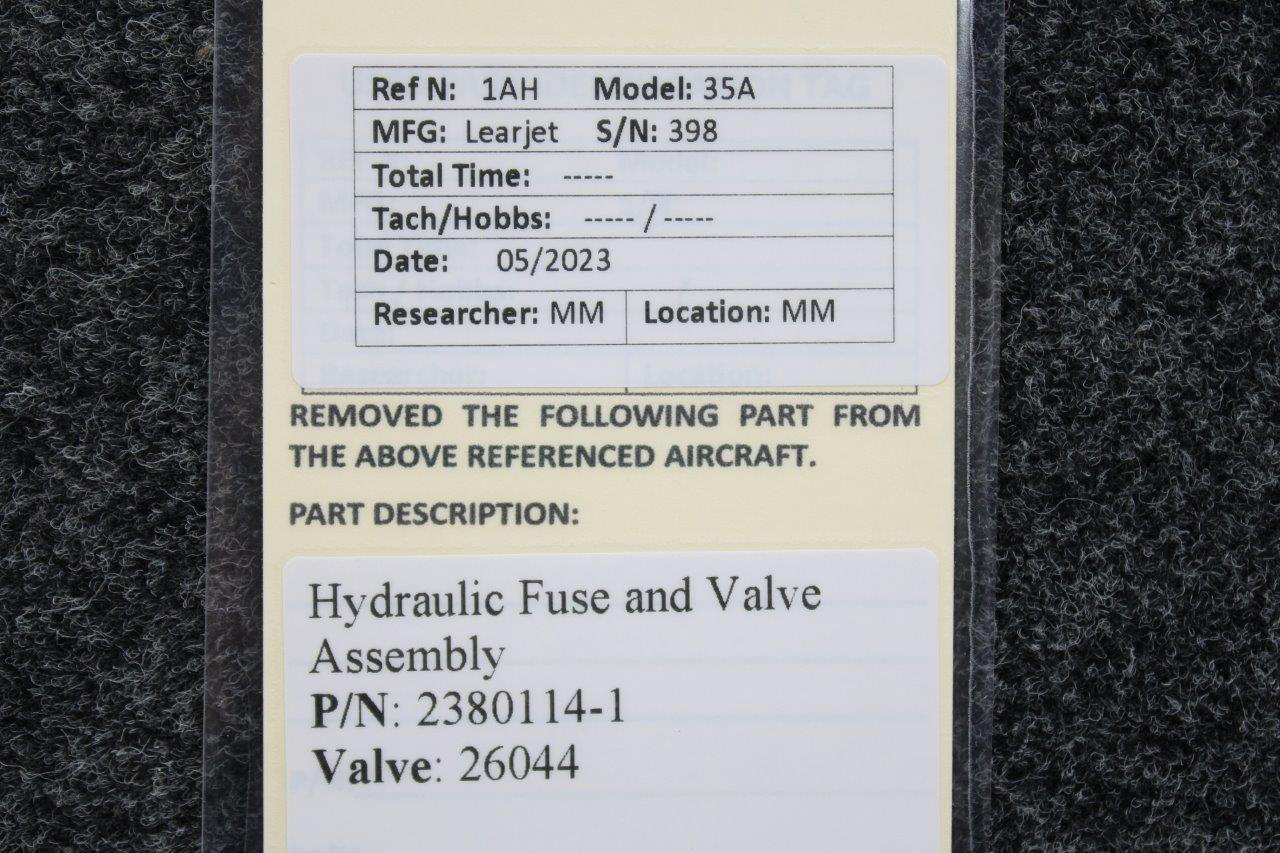 Ref N: 1AH Model: 35A
MFG: Learjet S/N: 398
Total Time: -----
Tach/Hobbs: ----- / -----
Date: 05/2023
Researcher: MM Location: MM
REMOVED THE FOLLOWING PART FROM
THE ABOVE REFERENCED AIRCRAFT.
PART DESCRIPTION:
Hydraulic Fuse and Valve
Assembly
P/N: 2380114-1
Valve: 26044